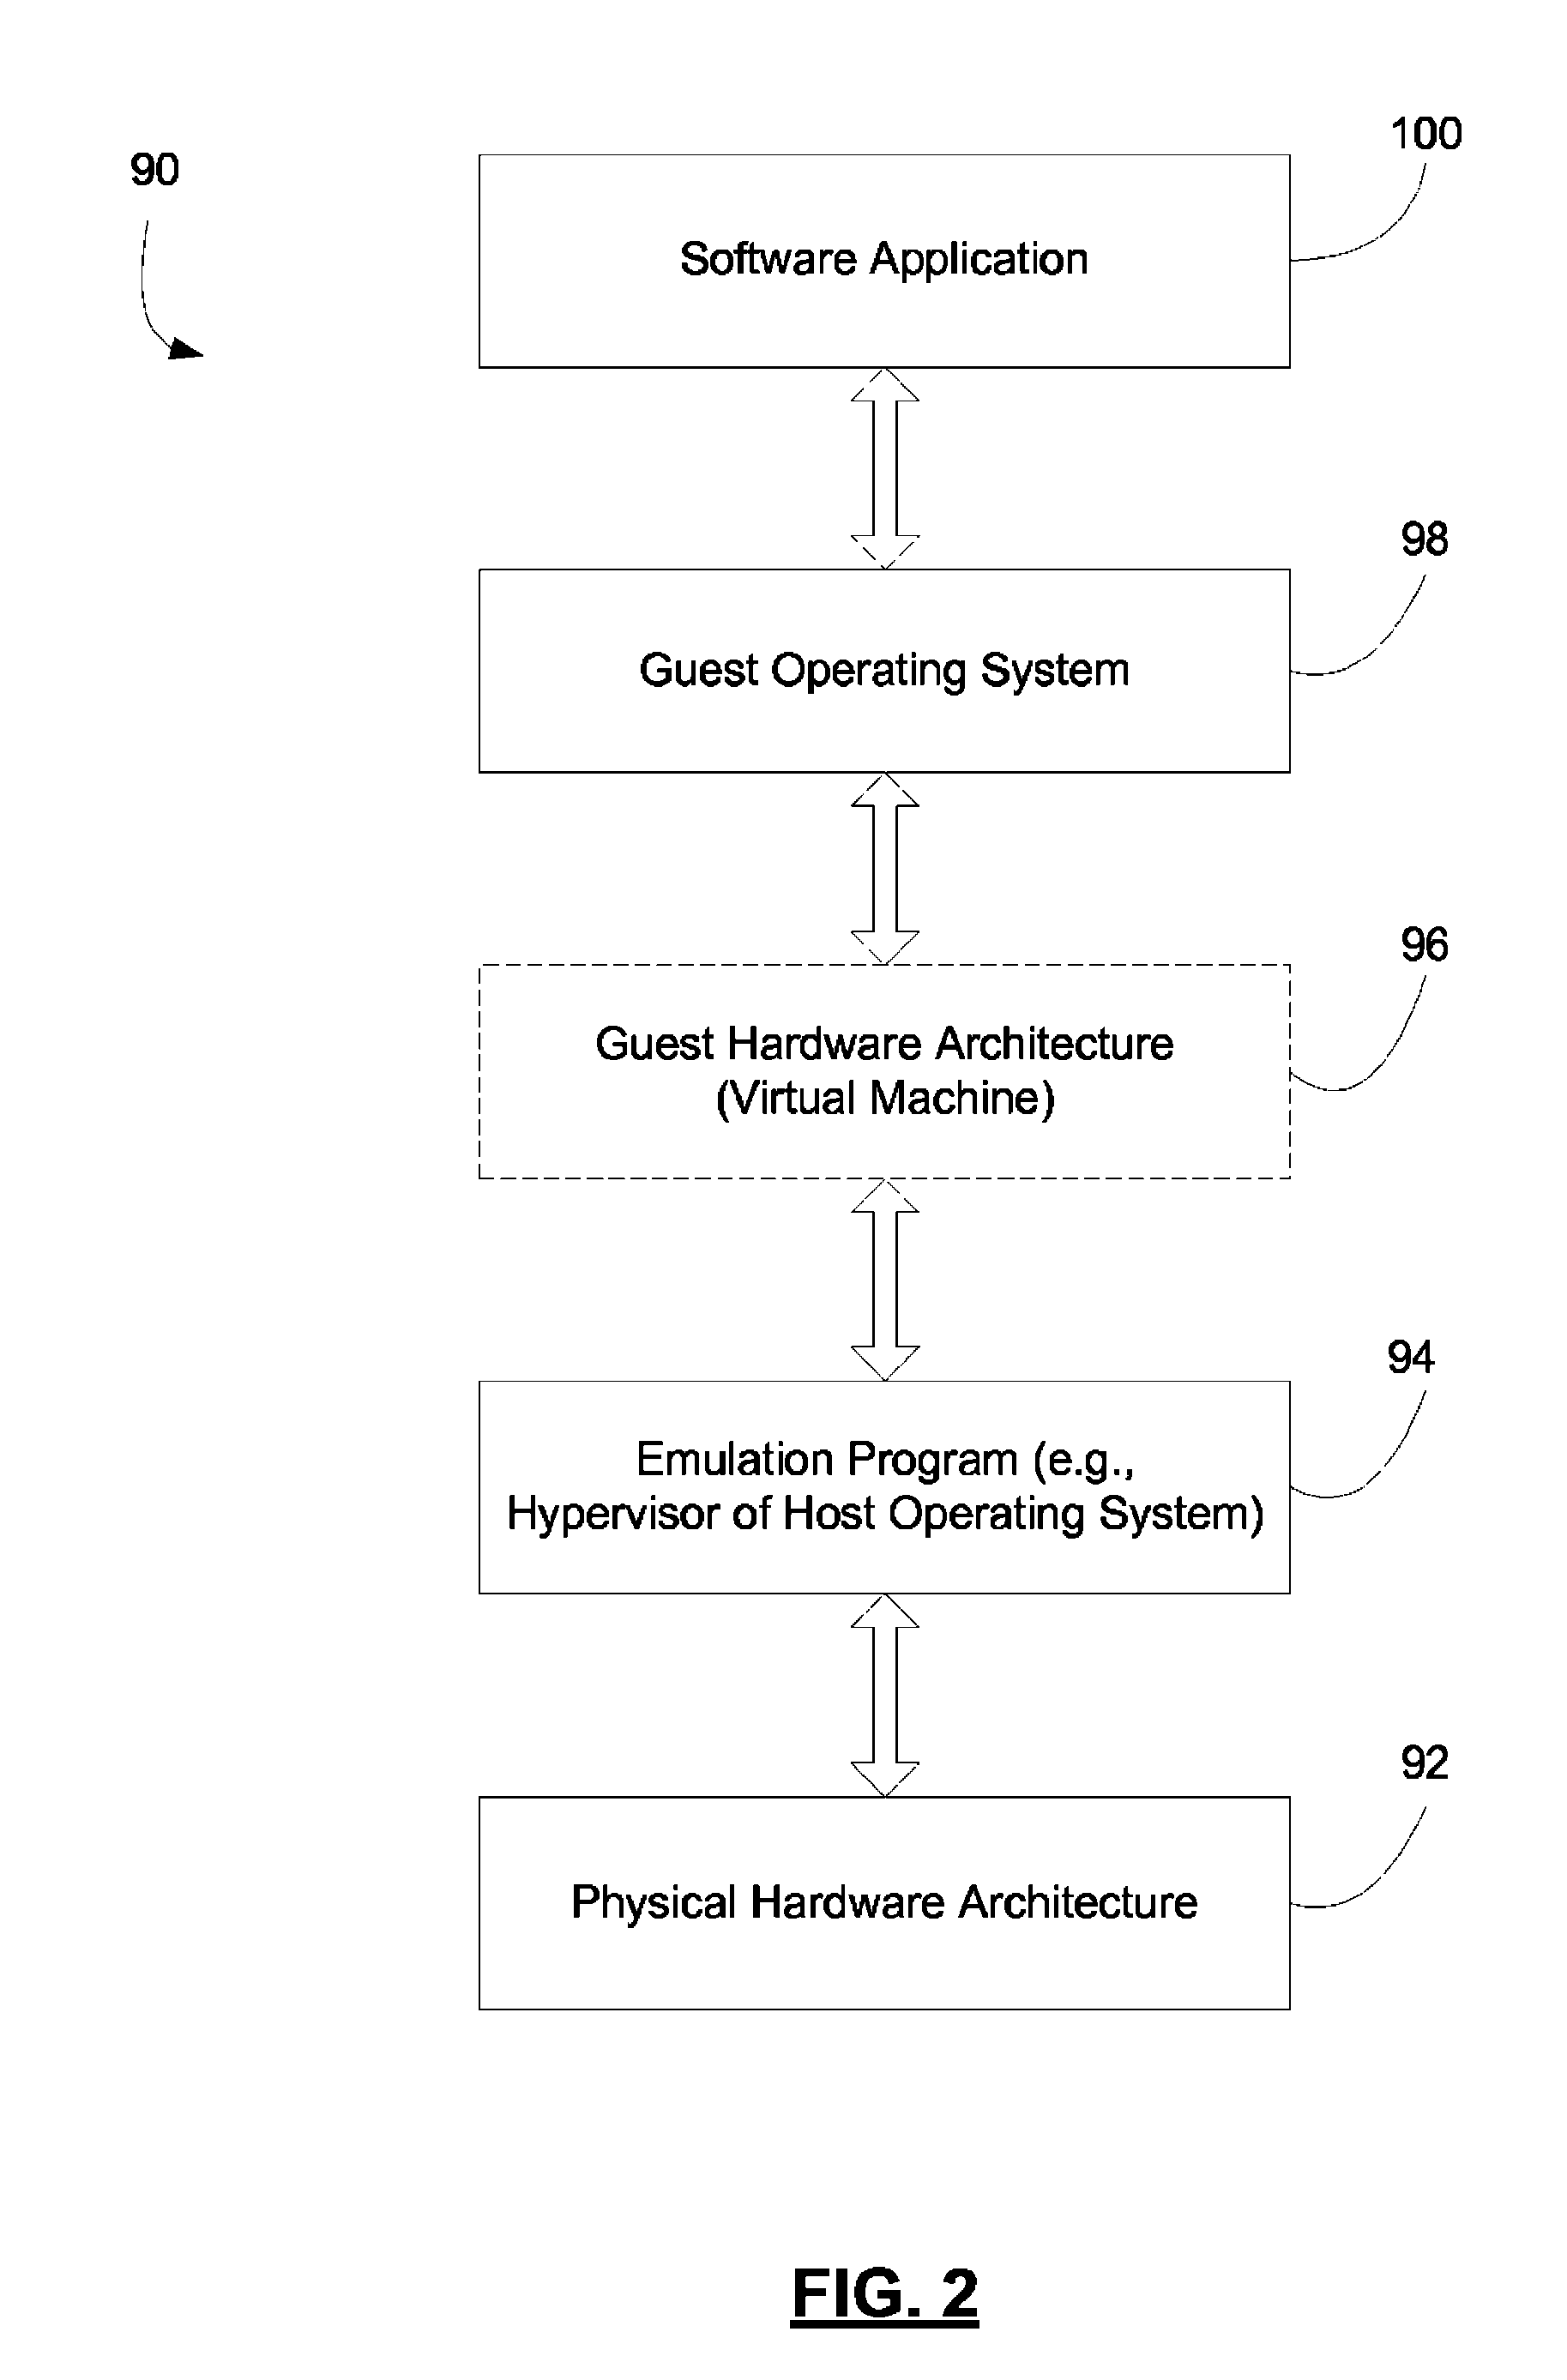 100
90
Software Application
98
Guest Operating System
96
Guest Hardware Architecture
(Virtual Machine)
94
Emulation Program (e.g.,
Hypervisor of Host Operating System)
92
Physical Hardware Architecture
FIG. 2